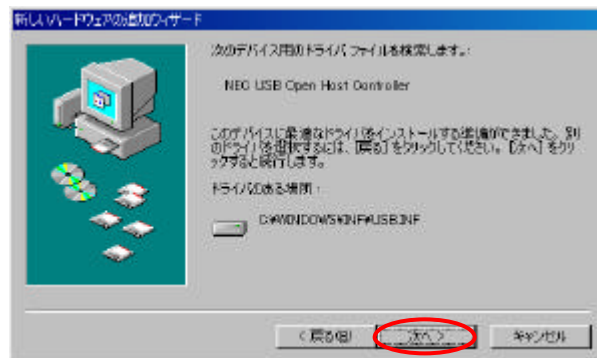 新しいハードウェアの追加ウィザード
次のデバイス用のドライバ ファイルを検索します。:
NEC USB Open Host Controller
このデバイスに最適なドライバをインストールする準備ができました。別
のドライバを選択するには、[戻る] をクリックしてください。[次へ] をクリ
ックすると続行します。
ドライバのある場所 :
C:¥WINDOWS¥INF¥USB.INF
< 戻る(B)
次へ >
キャンセル